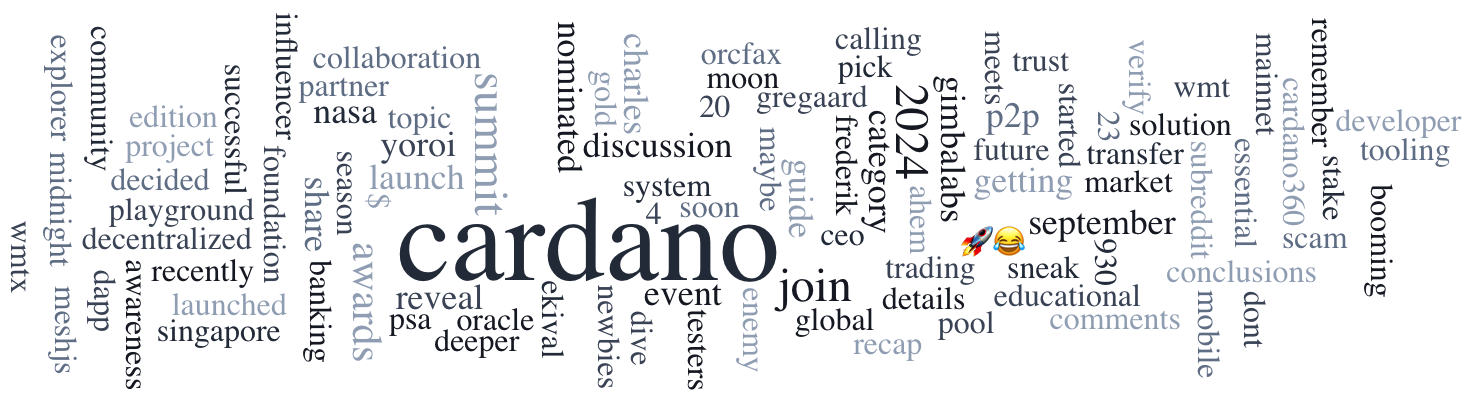 explorer
midnight
meshjs
wmtx
community
dapp
awareness
edition
project
decided
playground
decentralized
recently
launched
singapore
successful
influencer
foundation
collaboration
partner
nasa
topic
yoroi
launch
season
share
banking
awards
$
summit
cardano
reveal
psa
oracle
deeper
ekival
nominated
gold
charles
discussion
system
4
soon
newbies
dive
event
testers
enemy
orcfax
moon
20
gregaard
maybe
guide
join
global
recap
calling
pick
frederik
category
ceo
2024
ahem
gimbalabs
🚀😂
trading
details
pool
meets
trust
p2p
future
getting
started
september
sneak
930
educational
comments
verify
23
wmt
solution
transfer
market
subreddit
essential
conclusions
mobile
dont
mainnet
cardano360
scam
remember
stake
developer
tooling
booming